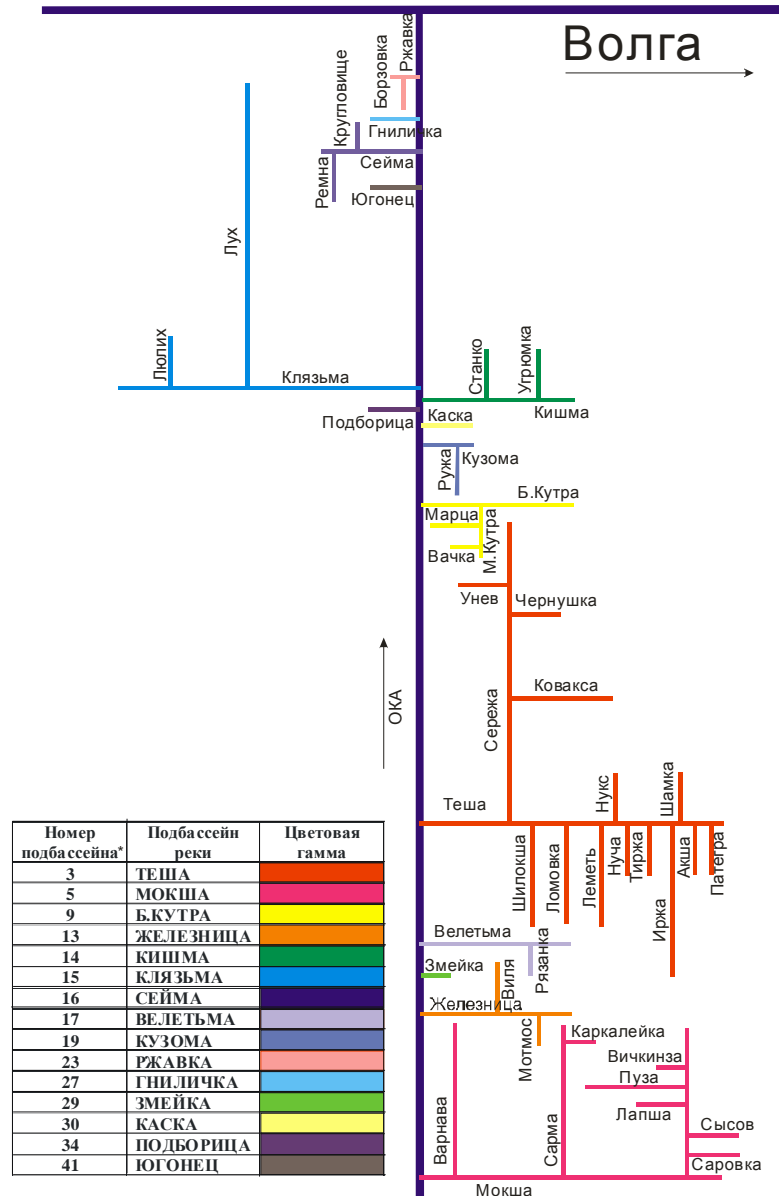 Волга
Ржавка
Борзовка
Гниличка
Кругловище
Сейма
Ремна
Югонец
Лух
Люлих
Клязьма
Станко
Угрюмка
Кишма
Подборица
Каска
Кузома
Ружа
Б.Кутра
Марца
М.Кутра
Вачка
Унев
Чернушка
Ковакса
Сережа
ОКА
Теша
Нукс
Шамка
Шилокша
Ломовка
Леметь
Нуча
Тиржа
Иржа
Акша
Патегра
Велетьма
Рязанка
Змейка
Виля
Железница
Мотмос
Каркалейка
Вичкинза
Пуза
Лапша
Сысов
Саровка
Варнава
Сарма
Мокша
Номер подбассейна* Подбассейн реки Цветовая гамма
3 ТЕША
5 МОКША
9 Б.КУТРА
13 ЖЕЛЕЗНИЦА
14 КИШМА
15 КЛЯЗЬМА
16 СЕЙМА
17 ВЕЛЕТЬМА
19 КУЗОМА
23 РЖАВКА
27 ГНИЛИЧКА
29 ЗМЕЙКА
30 КАСКА
34 ПОДБОРИЦА
41 ЮГОНЕЦ